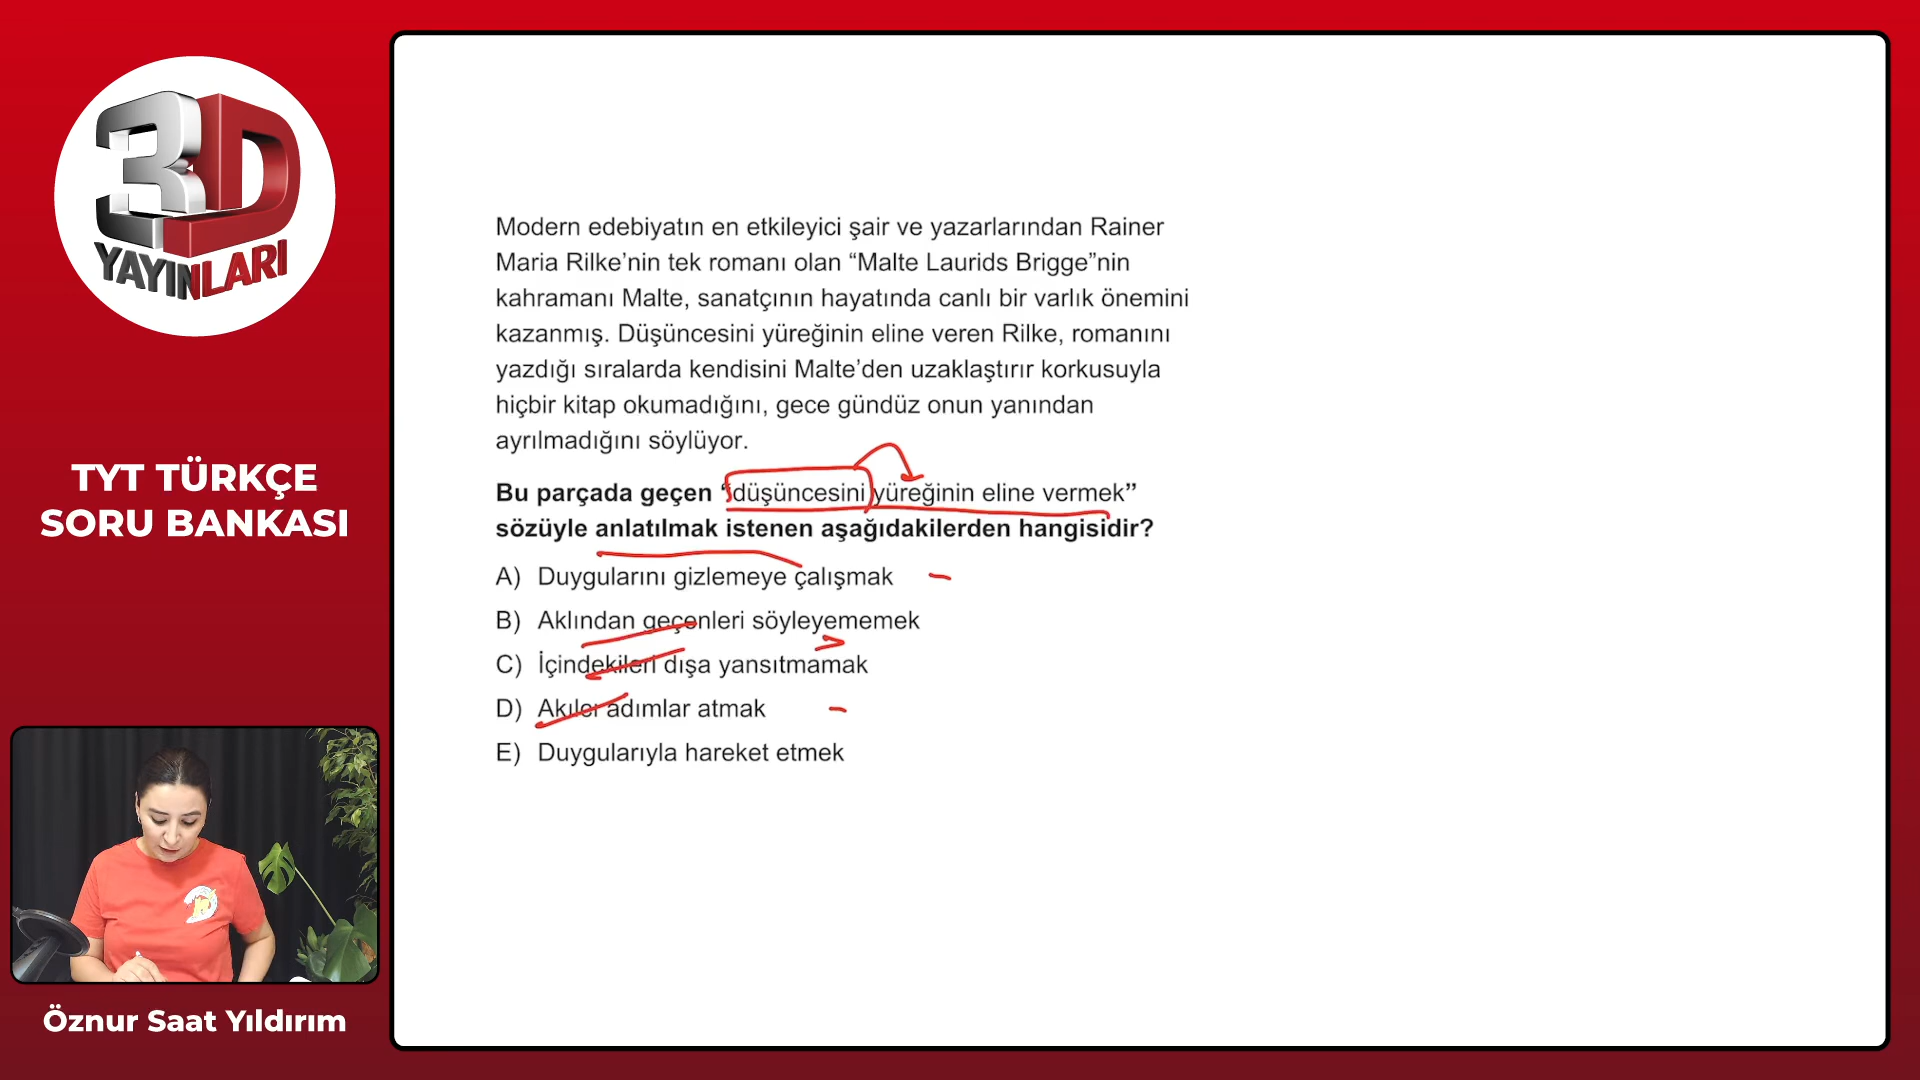 3D
YAYINLARI
TYT TÜRKÇE
SORU BANKASI
Öznur Saat Yıldırım
Modern edebiyatın en etkileyici şair ve yazarlarından Rainer
Maria Rilke’nin tek romanı olan “Malte Laurids Brigge”nin
kahramanı Malte, sanatçının hayatında canlı bir varlık önemini
kazanmış. Düşüncesini yüreğinin eline veren Rilke, romanını
yazdığı sıralarda kendisini Malte’den uzaklaştırır korkusuyla
hiçbir kitap okumadığını, gece gündüz onun yanından
ayrılmadığını söylüyor.
Bu parçada geçen “düşüncesini yüreğinin eline vermek”
sözüyle anlatılmak istenen aşağıdakilerden hangisidir?
A) Duygularını gizlemeye çalışmak
B) Aklından geçenleri söyleyememek
C) İçindekileri dışa yansıtmamak
D) Akılcı adımlar atmak
E) Duygularıyla hareket etmek